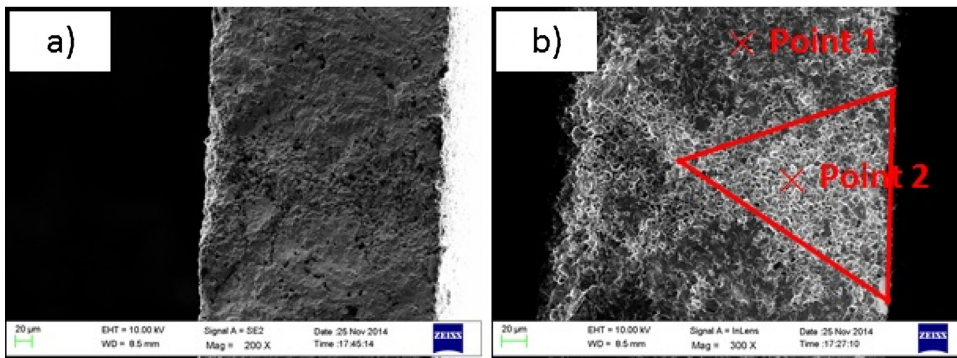 a)
20 µm
EHT = 10.00 kV
WD = 8.5 mm
Signal A = SE2
Mag = 200 X
Date :25 Nov 2014
Time :17:45:14
ZEISS
b)
Point 1
Point 2
20 µm
EHT = 10.00 kV
WD = 8.5 mm
Signal A = InLens
Mag = 300 X
Date :25 Nov 2014
Time :17:27:10
ZEISS